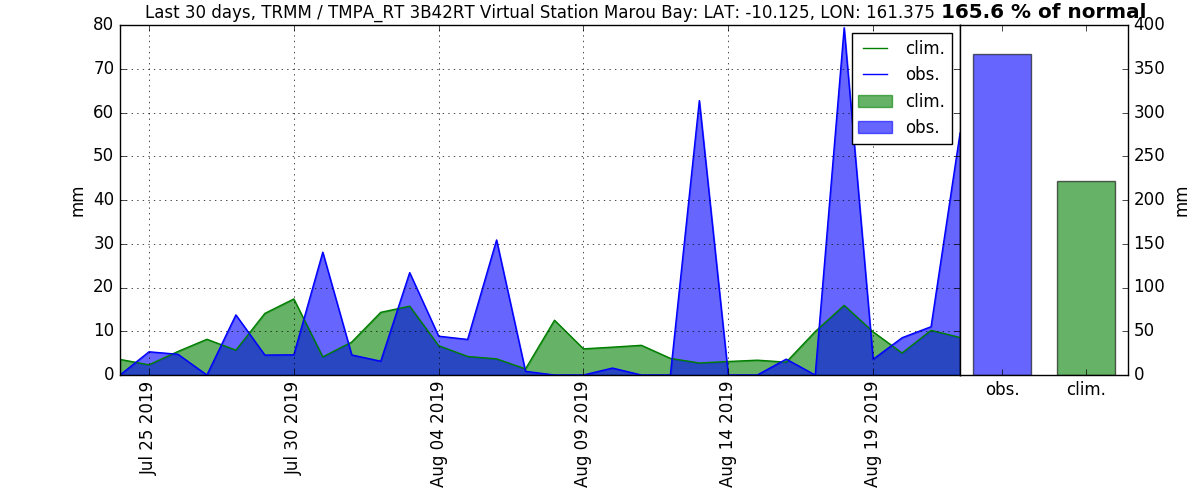 Last 30 days, TRMM / TMPA_RT 3B42RT Virtual Station Marou Bay: LAT: -10.125, LON: 161.375 165.6 % of normal
mm
80
70
60
50
40
30
20
10
0
clim.
obs.
clim.
obs.
Jul 25 2019
Jul 30 2019
Aug 04 2019
Aug 09 2019
Aug 14 2019
Aug 19 2019
400
350
300
250
200
150
100
50
0
mm
obs. clim.